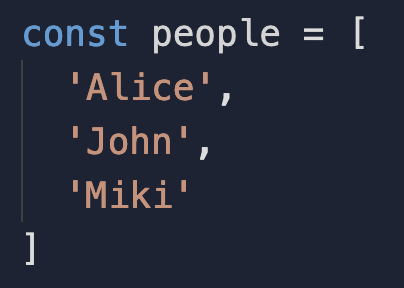 const people = [
  'Alice',
  'John',
  'Miki'
]